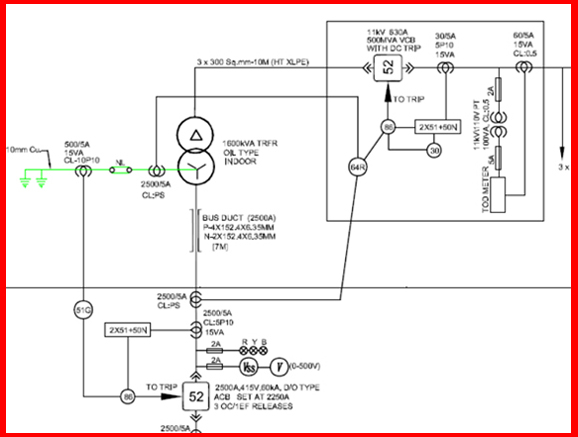 11kV 630A
500MVA VCB
WITH DC TRIP
30/5A
5P10
15VA
60/5A
15VA
CL:0.5
3 x 300 Sq.mm-10M (HT XLPE)
52
2A
TO TRIP
11kV/110V PT
100VA, CL:0.5
86
2X51+50N
30
5A
TOD METER
3 x
1600kVA TRFR
OIL TYPE
INDOOR
64R
500/5A
15VA
CL-10P10
10mm Cu.
NL
2500/5A
CL:PS
BUS DUCT (2500A)
P-4X152.4X6.35MM
N-2X152.4X6.35MM
[7M]
2500/5A
CL:PS
2500/5A
CL:5P10
15VA
51G
2X51+50N
2A
R Y B
2A
VSS
V
(0-500V)
TO TRIP
86
52
2500A,415V,60kA, D/O TYPE
ACB SET AT 2250A
3 OC/1EF RELEASES
2500/5A